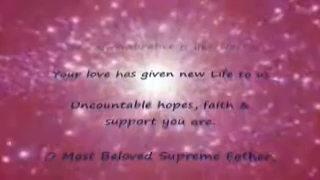 Your love has given new Life to us
Uncountable hopes, faith &
support you are.
O Most Beloved Supreme Father,